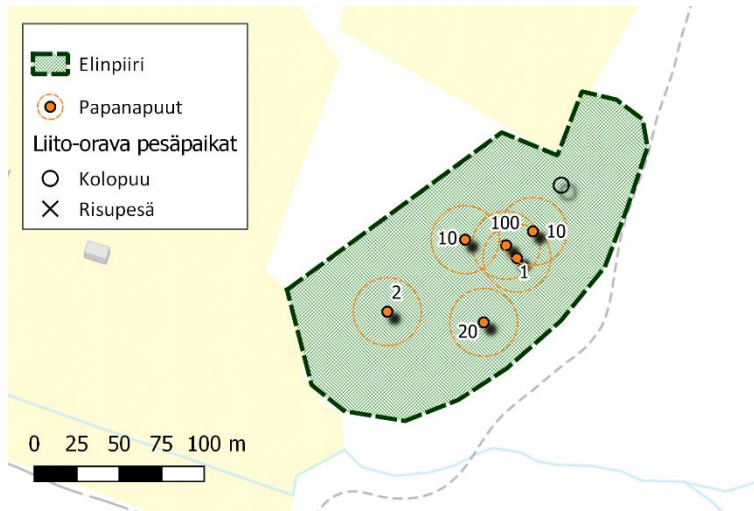 Elinpiiri
Papanapuut
Liito-orava pesäpaikat
Kolopuu
Risupesä
100
10
10
1
2
20
0 25 50 75 100 m